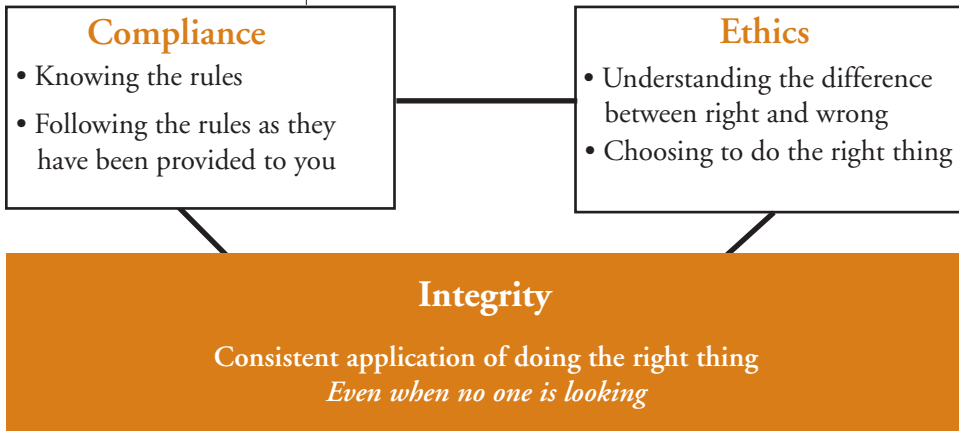 Compliance
• Knowing the rules
• Following the rules as they
have been provided to you
Ethics
• Understanding the difference
between right and wrong
• Choosing to do the right thing
Integrity
Consistent application of doing the right thing
Even when no one is looking